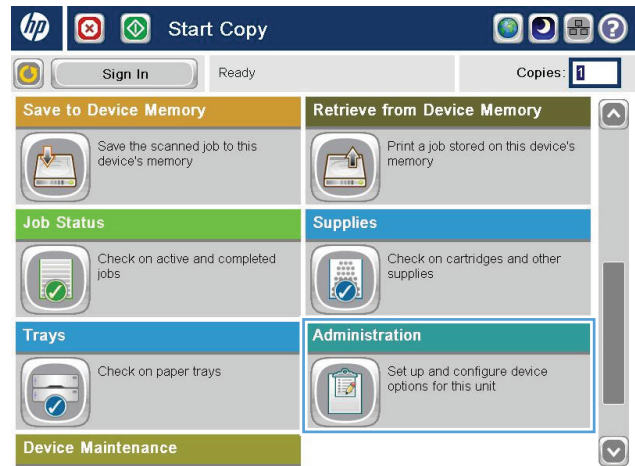 hp
Start Copy
?
Sign In
Ready
Copies: 1
Save to Device Memory
Save the scanned job to this
device's memory
Retrieve from Device Memory
Print a job stored on this device's
memory
Job Status
Check on active and completed
jobs
Supplies
Check on cartridges and other
supplies
Trays
Check on paper trays
Administration
Set up and configure device
options for this unit
Device Maintenance